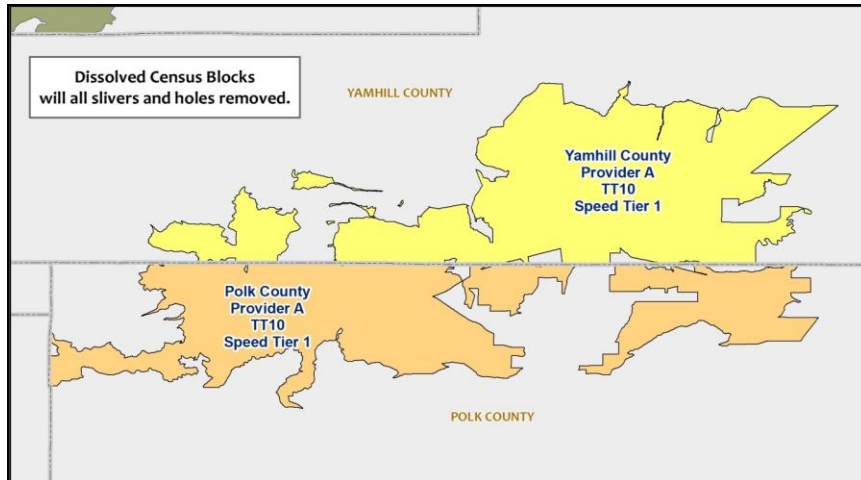 Dissolved Census Blocks
will all slivers and holes removed.
YAMHILL COUNTY
Yamhill County
Provider A
TT10
Speed Tier 1
Polk County
Provider A
TT10
Speed Tier 1
POLK COUNTY